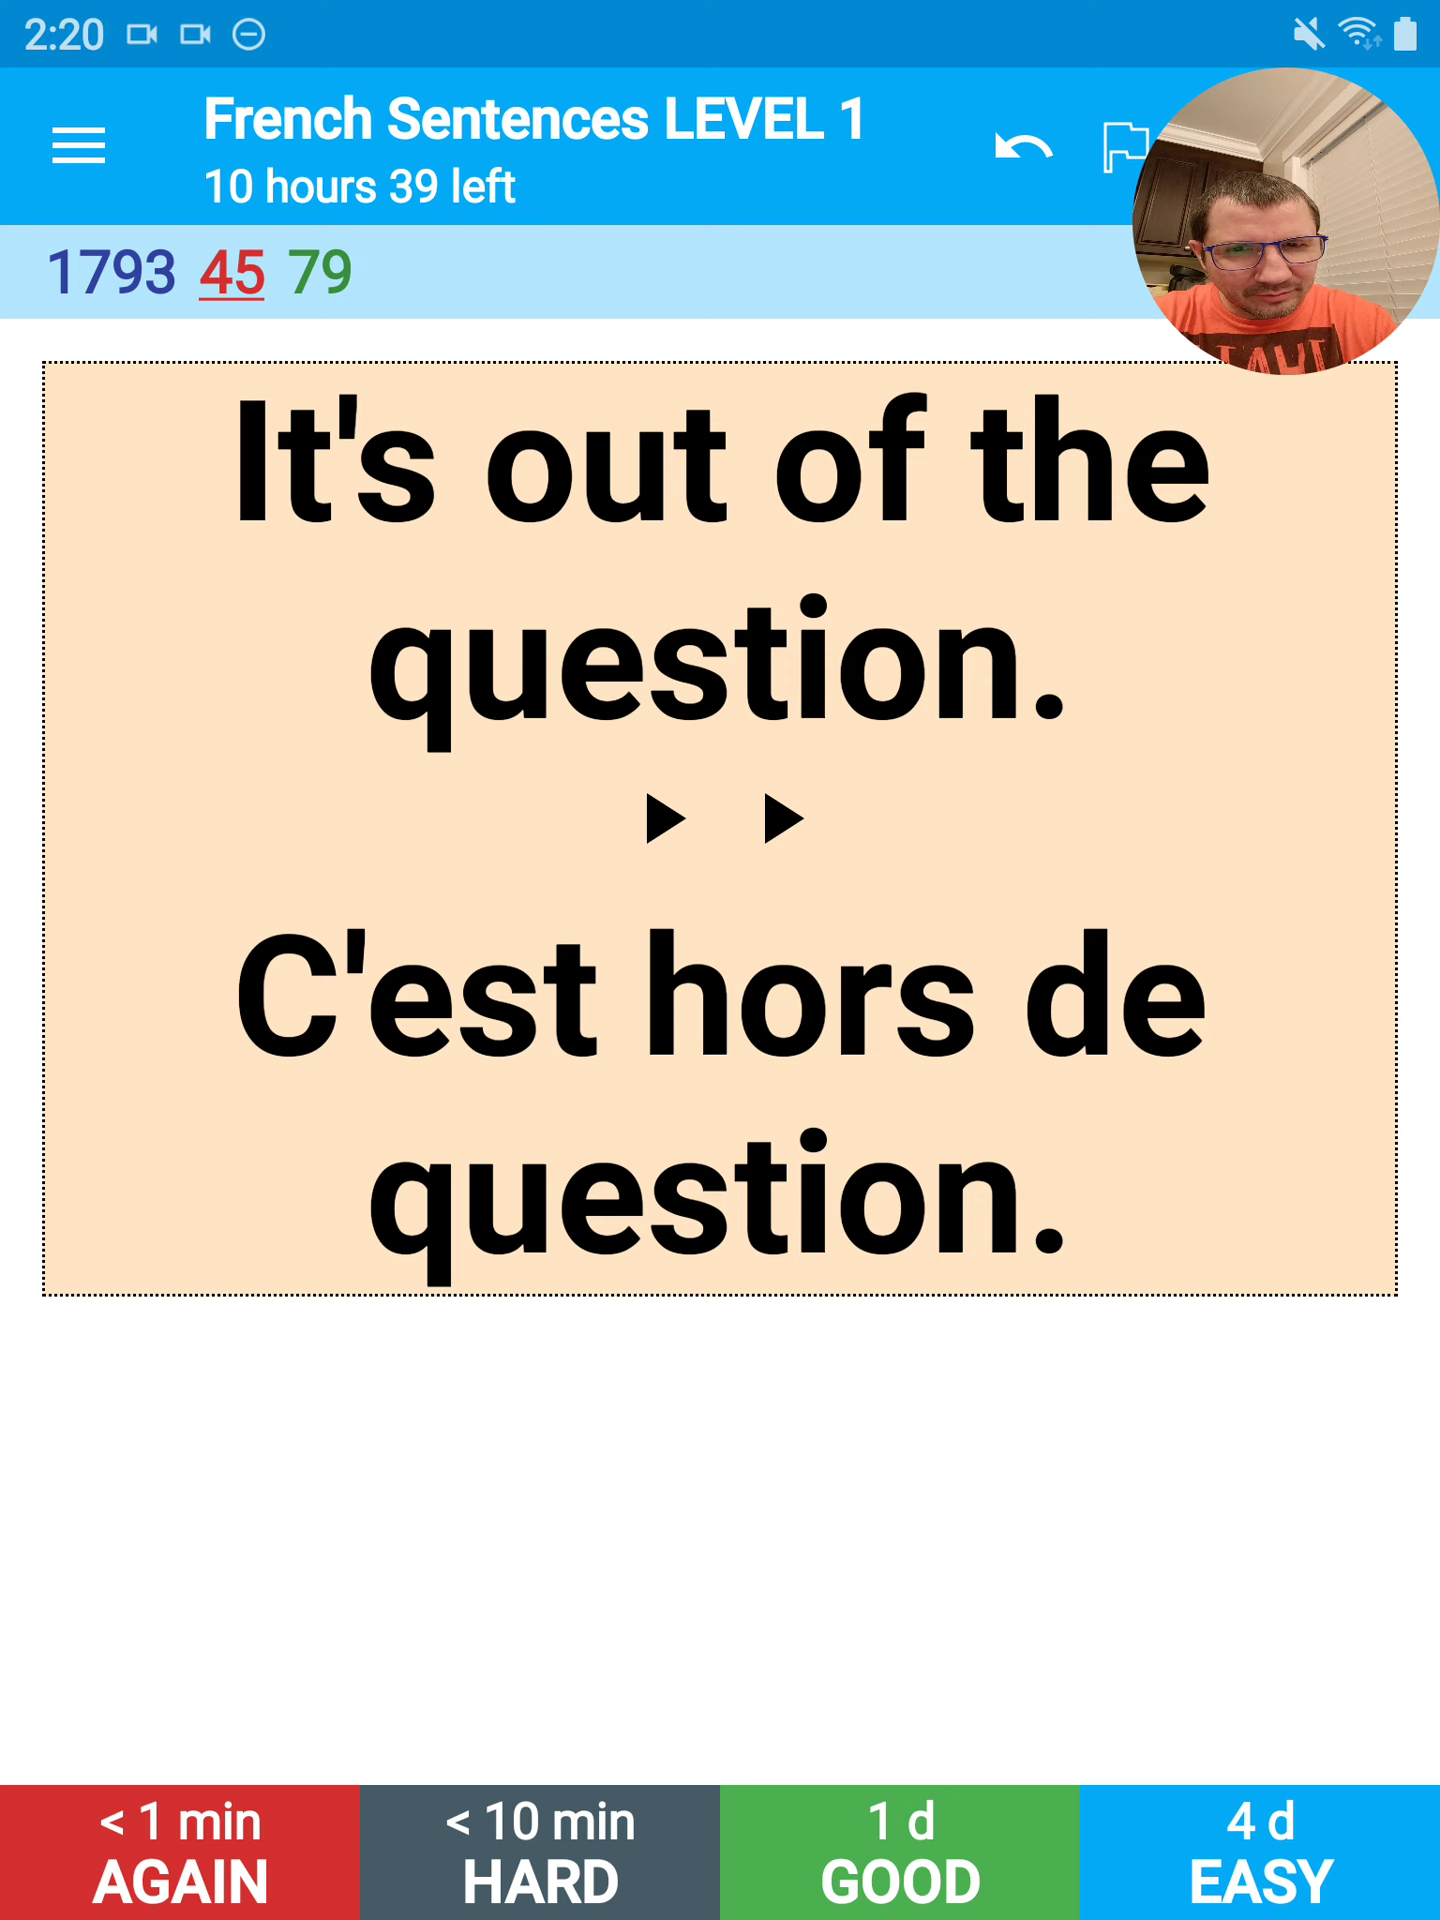 2:20
French Sentences LEVEL 1
10 hours 39 left
1793 45 79
It's out of the
question.
C'est hors de
question.
< 1 min
AGAIN
< 10 min
HARD
1 d
GOOD
4 d
EASY